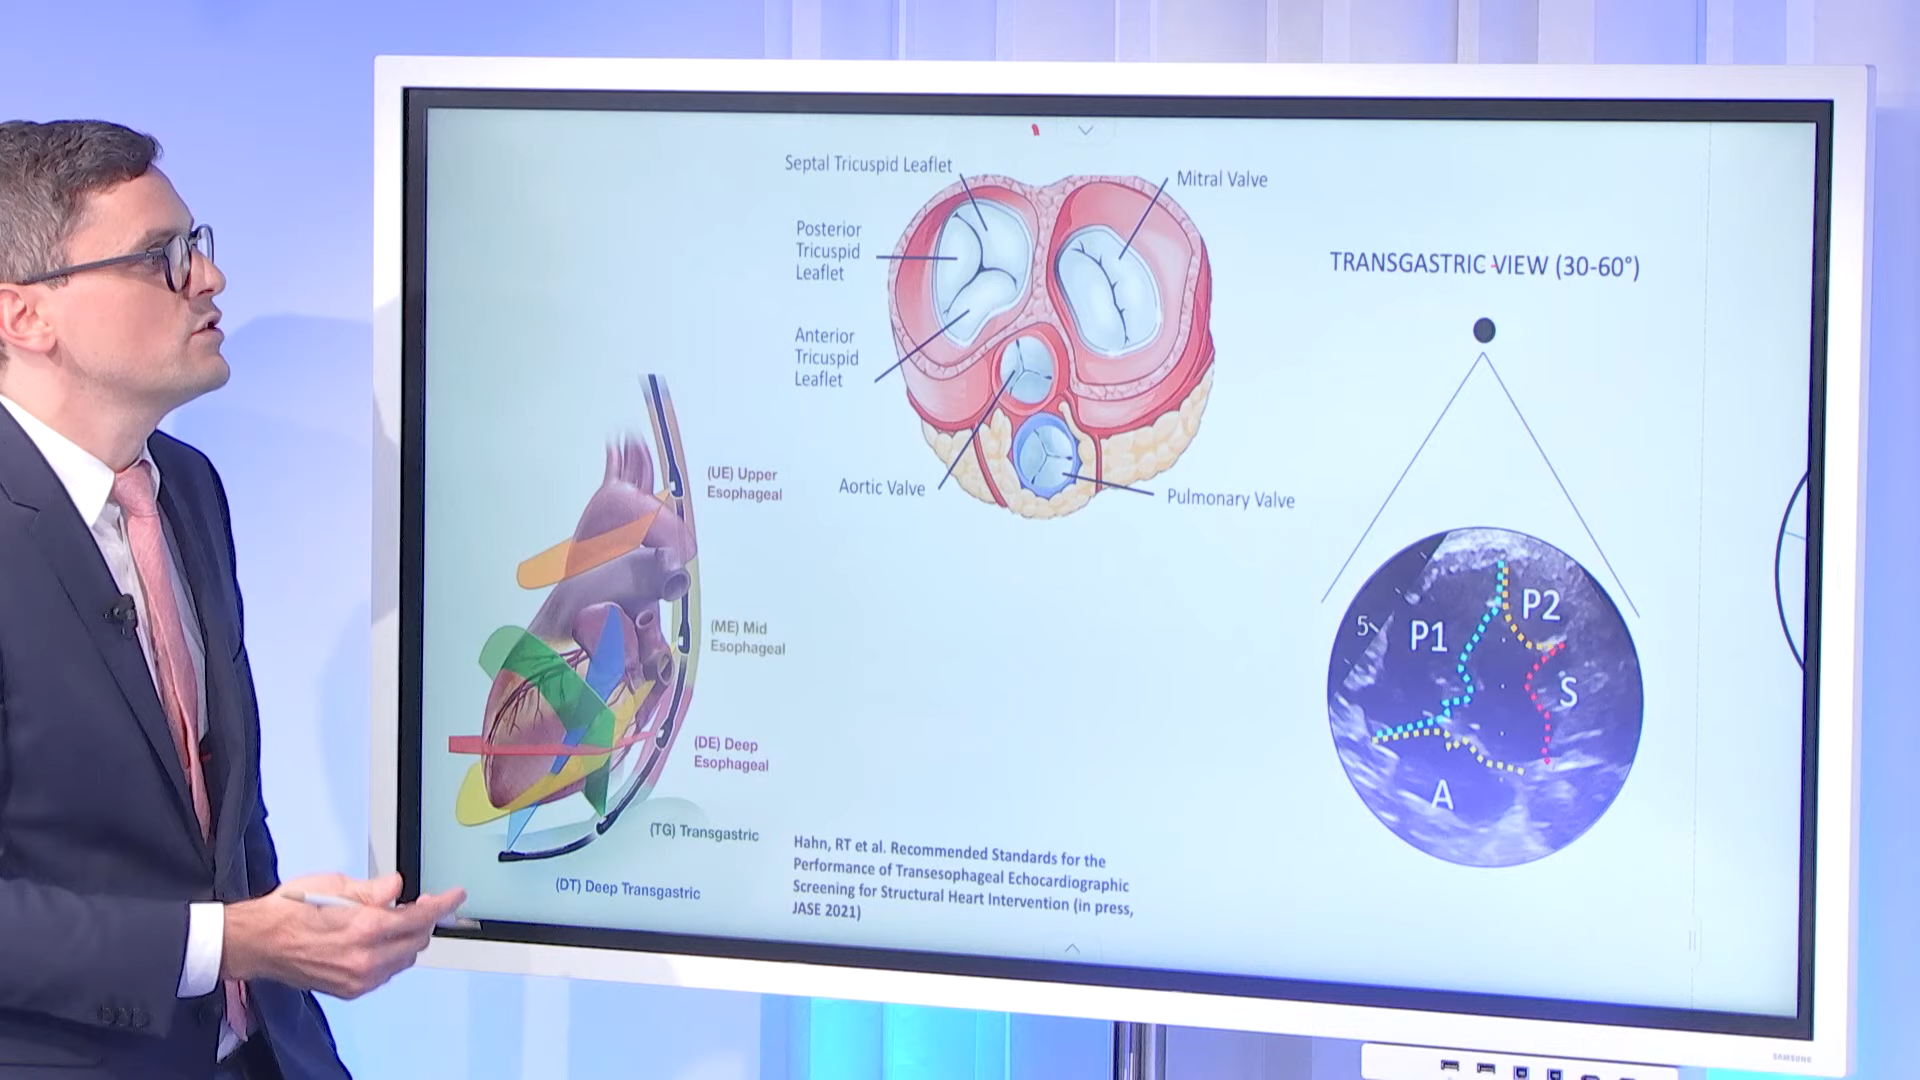 Septal Tricuspid Leaflet
Mitral Valve
Posterior
Tricuspid
Leaflet
Anterior
Tricuspid
Leaflet
Aortic Valve
Pulmonary Valve
TRANSGASTRIC VIEW (30-60°)
(UE) Upper
Esophageal
(ME) Mid
Esophageal
(DE) Deep
Esophageal
(TG) Transgastric
(DT) Deep Transgastric
5
P1
P2
S
A
Hahn, RT et al. Recommended Standards for the
Performance of Transesophageal Echocardiographic
Screening for Structural Heart Intervention (in press,
JASE 2021)
SAMSUNG